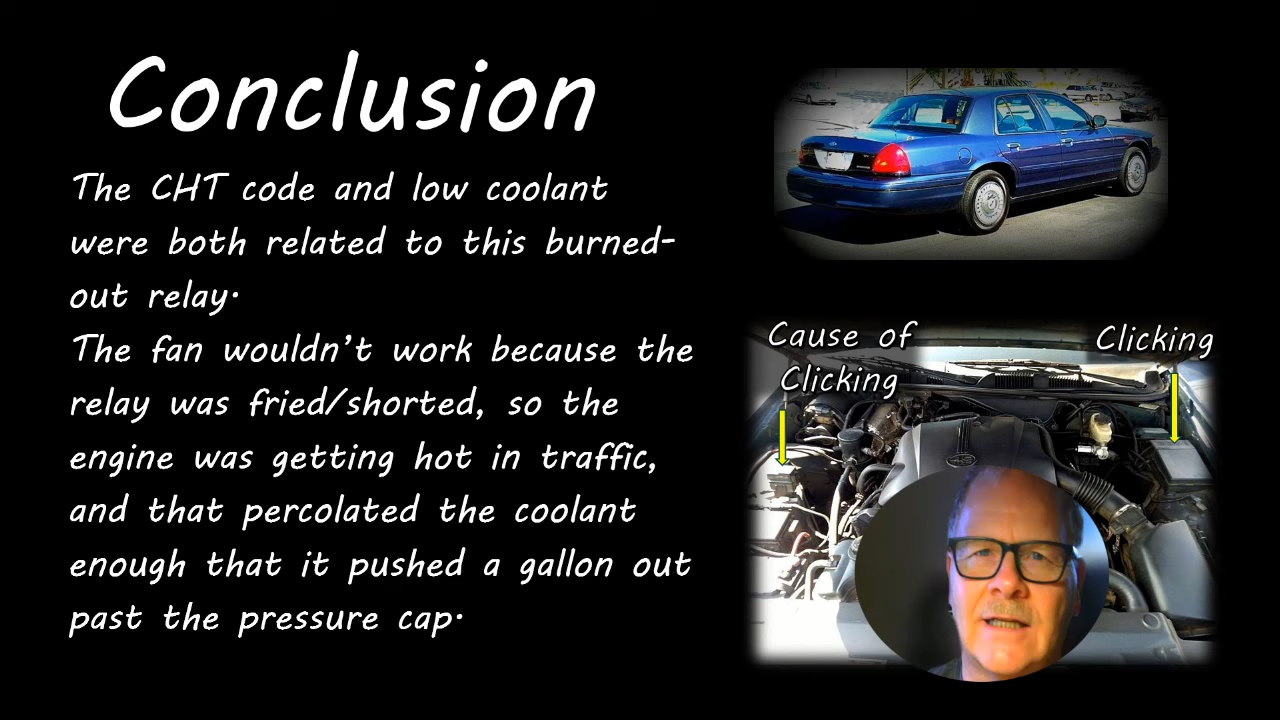 Conclusion
The CHT code and low coolant
were both related to this burned-
out relay.
The fan wouldn't work because the
relay was fried/shorted, so the
engine was getting hot in traffic,
and that percolated the coolant
enough that it pushed a gallon out
past the pressure cap.
Cause of
Clicking
Clicking